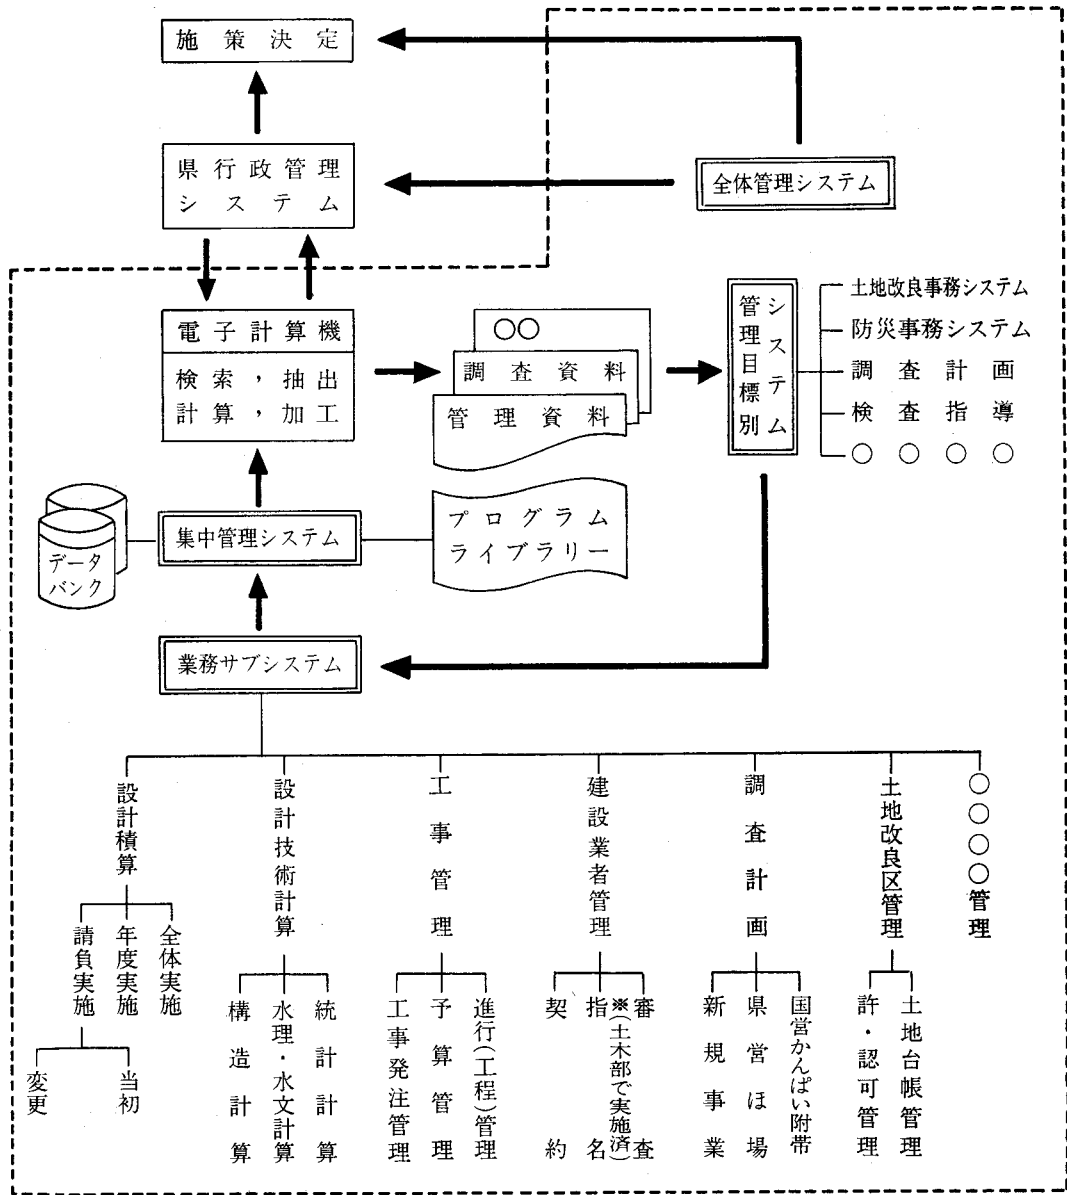 施策決定
県行政管理
システム
全体管理システム
電子計算機
検索，抽出
計算，加工
○○
調査資料
管理資料
管理目標別
システム
土地改良事務システム
防災事務システム
調査計画
検査指導
○○○○
データ
バンク
集中管理システム
プログラム
ライブラリー
業務サブシステム
設計積算
設計技術計算
工事管理
建設業者管理
調査計画
土地改良区管理
○○○○管理
請負実施
年度実施
全体実施
変更
当初
構造計算
水理・水文計算
統計計算
工事発注管理
予算管理
進行(工程)管理
契約
指名
※(土木部で実施済)
審査
新規事業
県営ほ場
国営かんぱい附帯
許・認可管理
土地台帳管理